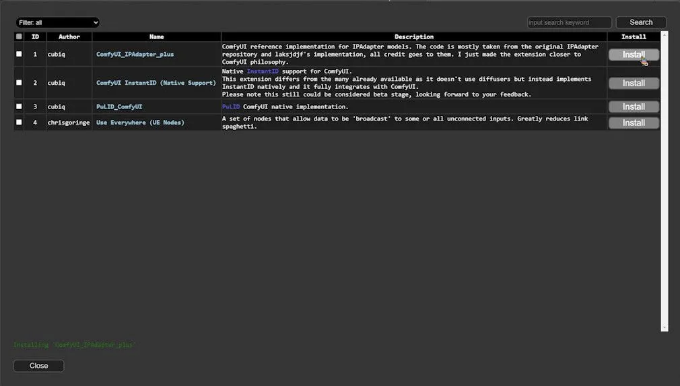 Filter: all
input search keyword
Search
ID Author Name Description Install
1 cubiq ComfyUI_IPAdapter_plus ComfyUI reference implementation for IPAdapter models. The code is mostly taken from the original IPAdapter Install
repository and laksjdjf's implementation, all credit goes to them. I just made the extension closer to
ComfyUI philosophy.
2 cubiq ComfyUI InstantID (Native Support) Native InstantID support for ComfyUI. Install
This extension differs from the many already available as it doesn't use diffusers but instead implements
InstantID natively and it fully integrates with ComfyUI.
Please note this still could be considered beta stage, looking forward to your feedback.
3 cubiq PuLID_ComfyUI PuLID ComfyUI native implementation. Install
4 chrisgoringe Use Everywhere (UE Nodes) A set of nodes that allow data to be 'broadcast' to some or all unconnected inputs. Greatly reduces link Install
spaghetti.
Installing 'ComfyUI_IPAdapter_plus'
Close